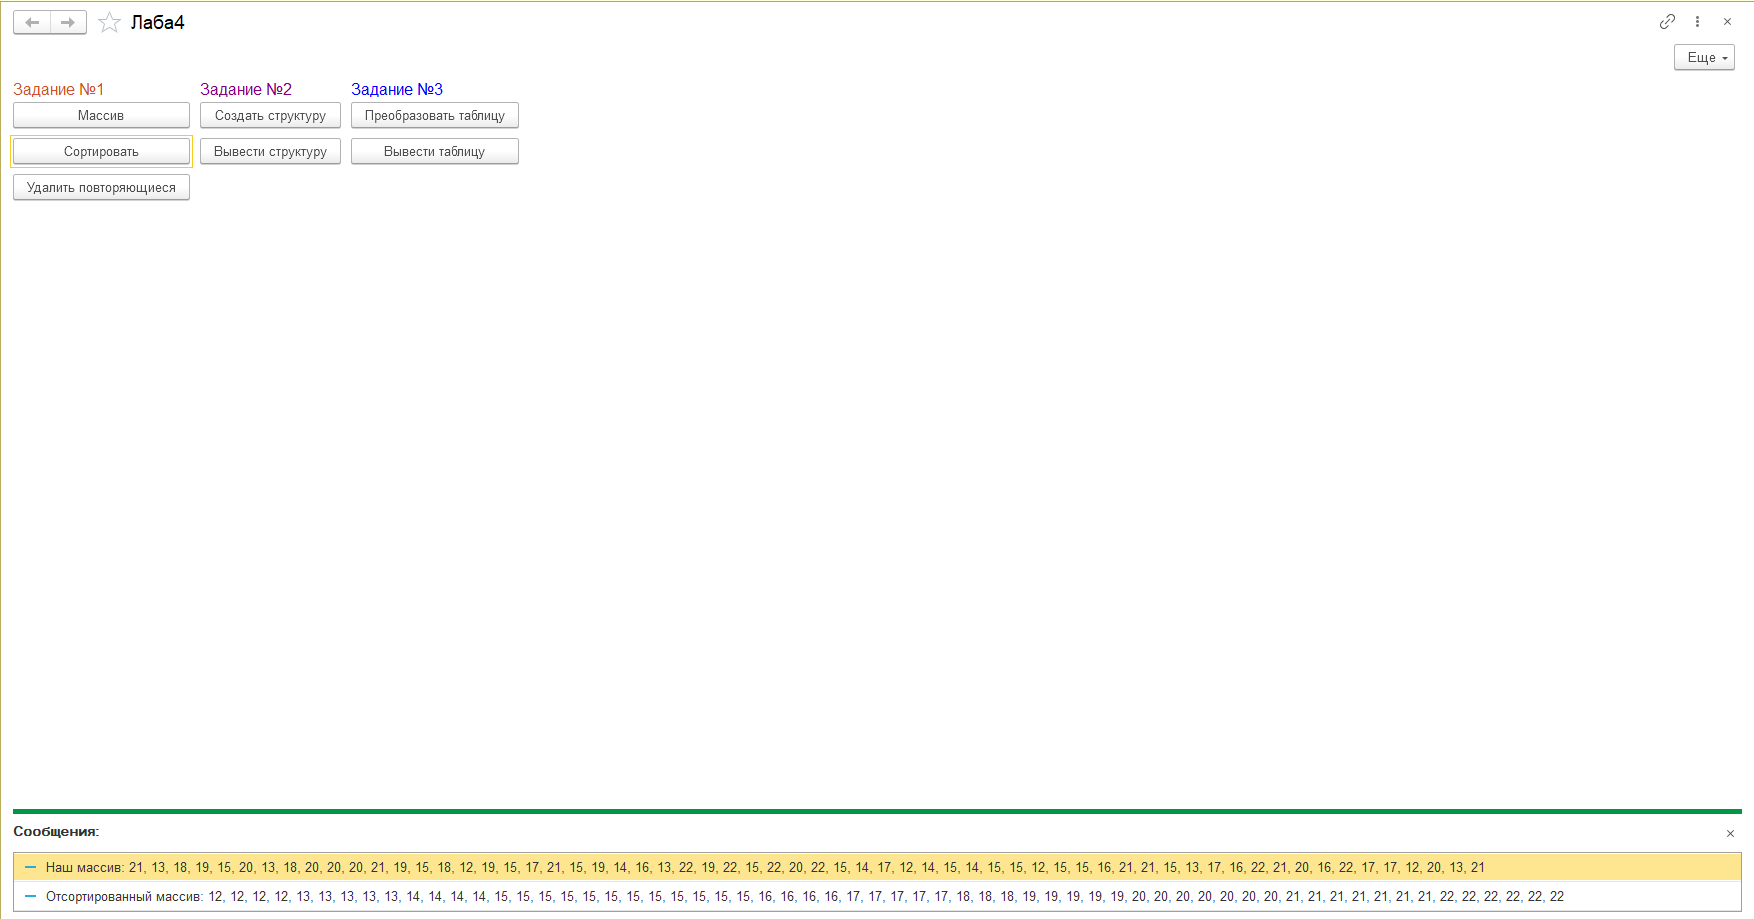 Лаба4
Еще
Задание №1 Задание №2 Задание №3
Массив Создать структуру Преобразовать таблицу
Сортировать Вывести структуру Вывести таблицу
Удалить повторяющиеся
Сообщения:
Наш массив: 21, 13, 18, 19, 15, 20, 13, 18, 20, 20, 20, 21, 19, 15, 18, 12, 19, 15, 17, 21, 15, 19, 14, 16, 13, 22, 19, 22, 15, 22, 20, 22, 15, 14, 17, 12, 14, 15, 14, 15, 15, 12, 15, 15, 16, 21, 21, 15, 13, 17, 16, 22, 21, 20, 16, 22, 17, 17, 12, 20, 13, 21
Отсортированный массив: 12, 12, 12, 12, 13, 13, 13, 13, 13, 14, 14, 14, 14, 15, 15, 15, 15, 15, 15, 15, 15, 15, 15, 15, 15, 16, 16, 16, 16, 17, 17, 17, 17, 17, 18, 18, 18, 19, 19, 19, 19, 19, 20, 20, 20, 20, 20, 20, 20, 21, 21, 21, 21, 21, 21, 21, 22, 22, 22, 22, 22, 22